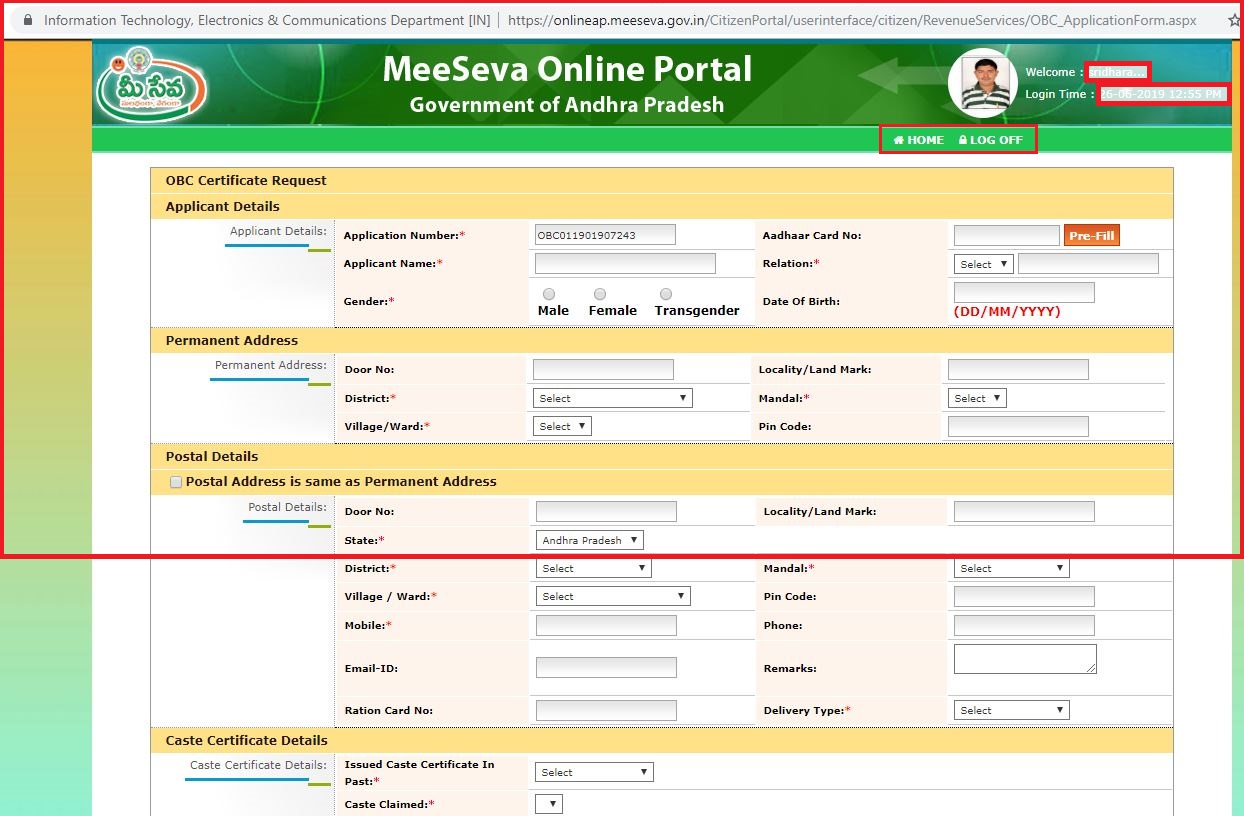 Information Technology, Electronics & Communications Department [IN] | https://onlineap.meeseva.gov.in/CitizenPortal/userinterface/citizen/RevenueServices/OBC_ApplicationForm.aspx
మీసేవ
MeeSeva Online Portal
Government of Andhra Pradesh
Welcome : sridhara...
Login Time : 26-06-2019 12:55 PM
HOME LOG OFF
OBC Certificate Request
Applicant Details
Applicant Details:
Application Number:* OBC011901907243 Aadhaar Card No: Pre-Fill
Applicant Name:* Relation:* Select
Gender:* Male Female Transgender Date Of Birth: (DD/MM/YYYY)
Permanent Address
Permanent Address:
Door No: Locality/Land Mark:
District:* Select Mandal:* Select
Village/Ward:* Select Pin Code:
Postal Details
Postal Address is same as Permanent Address
Postal Details:
Door No: Locality/Land Mark:
State:* Andhra Pradesh
District:* Select Mandal:* Select
Village / Ward:* Select Pin Code:
Mobile:* Phone:
Email-ID: Remarks:
Ration Card No: Delivery Type:* Select
Caste Certificate Details
Caste Certificate Details:
Issued Caste Certificate In Past:* Select
Caste Claimed:*